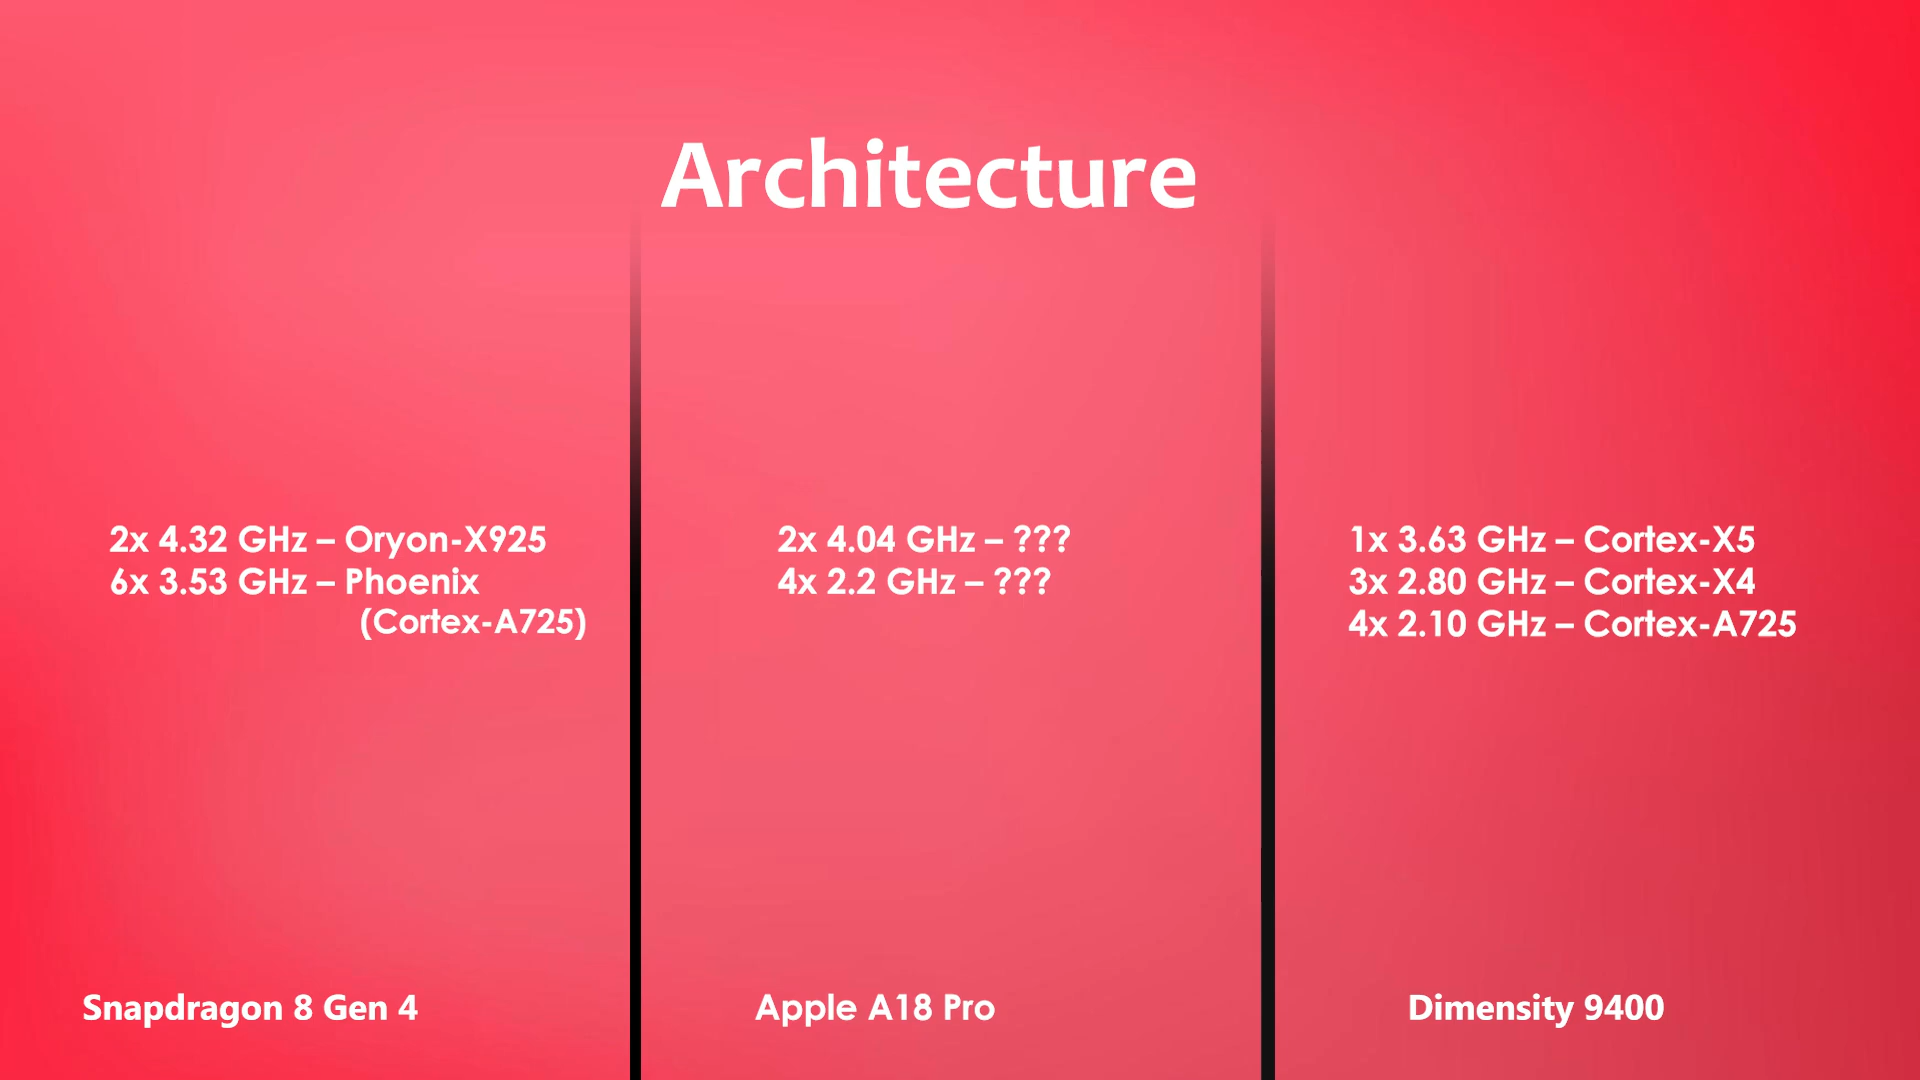 Architecture
2x 4.32 GHz – Oryon-X925
6x 3.53 GHz – Phoenix
(Cortex-A725)
2x 4.04 GHz – ???
4x 2.2 GHz – ???
1x 3.63 GHz – Cortex-X5
3x 2.80 GHz – Cortex-X4
4x 2.10 GHz – Cortex-A725
Snapdragon 8 Gen 4
Apple A18 Pro
Dimensity 9400